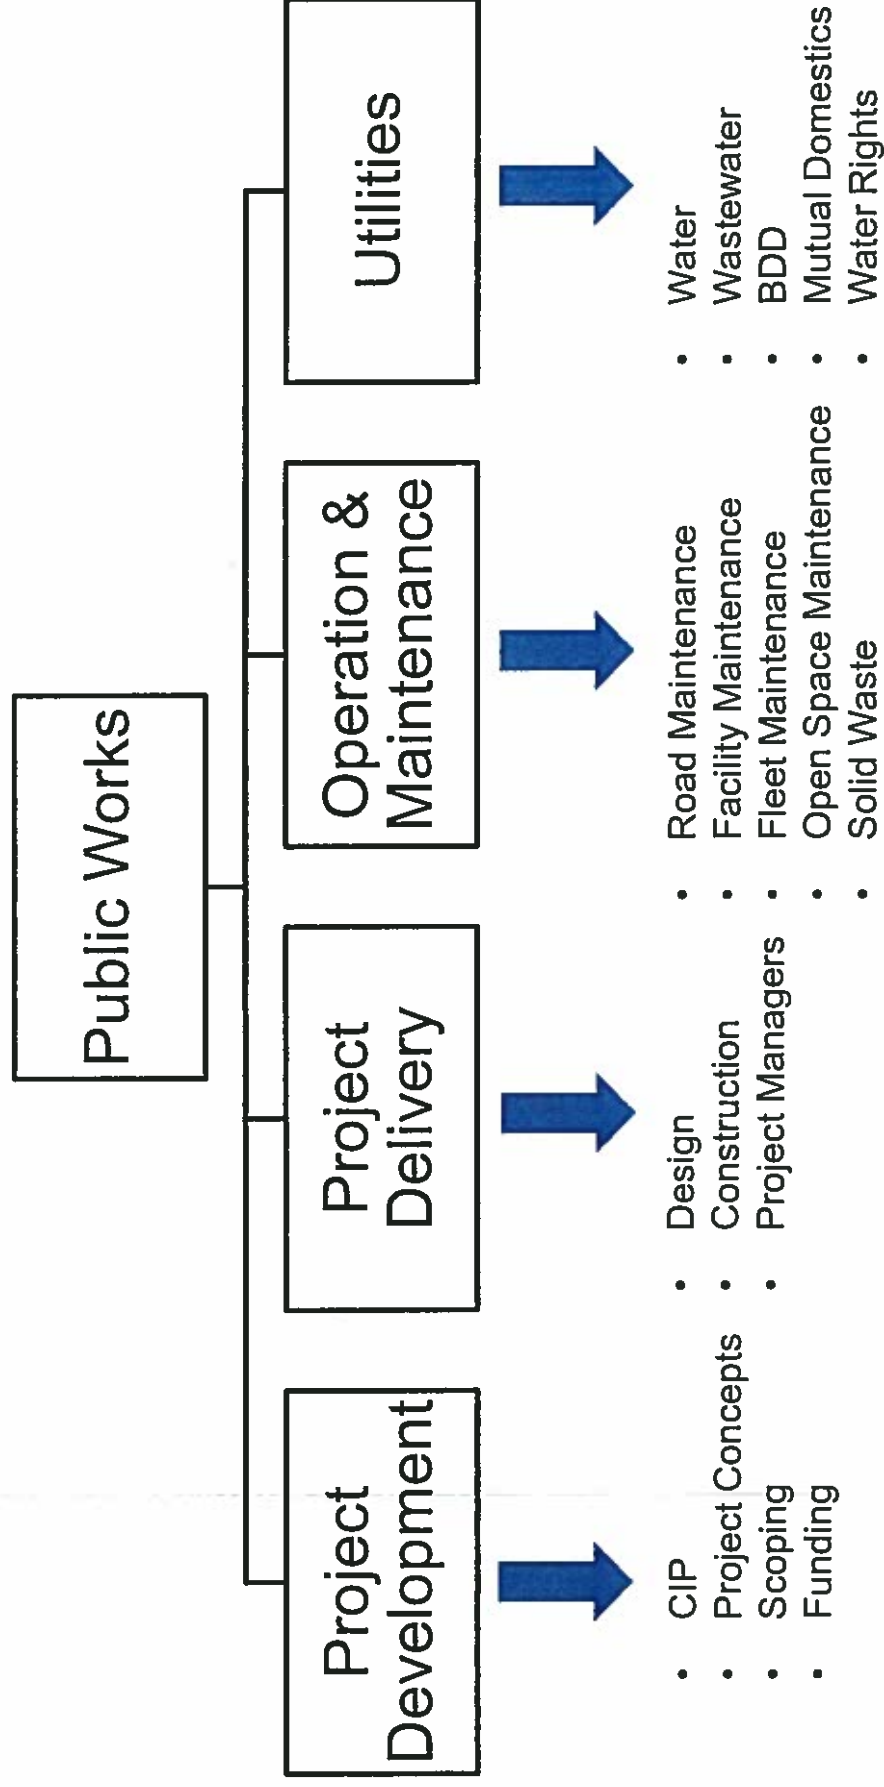 Public Works
Project
Development
Project
Delivery
Operation &
Maintenance
Utilities
• CIP
• Project Concepts
• Scoping
• Funding
• Design
• Construction
• Project Managers
• Road Maintenance
• Facility Maintenance
• Fleet Maintenance
• Open Space Maintenance
• Solid Waste
• Water
• Wastewater
• BDD
• Mutual Domestics
• Water Rights